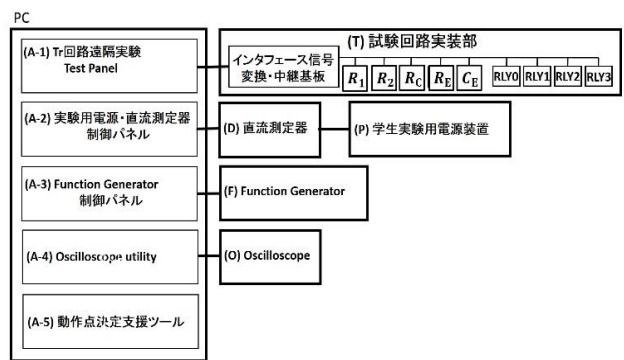 PC
(A-1) Tr回路遠隔実験
Test Panel
(A-2) 実験用電源・直流測定器
制御パネル
(A-3) Function Generator
制御パネル
(A-4) Oscilloscope utility
(A-5) 動作点決定支援ツール
(T) 試験回路実装部
インタフェース信号
変換・中継基板
R1 R2 RC RE CE RLY0 RLY1 RLY2 RLY3
(D) 直流測定器
(P) 学生実験用電源装置
(F) Function Generator
(O) Oscilloscope